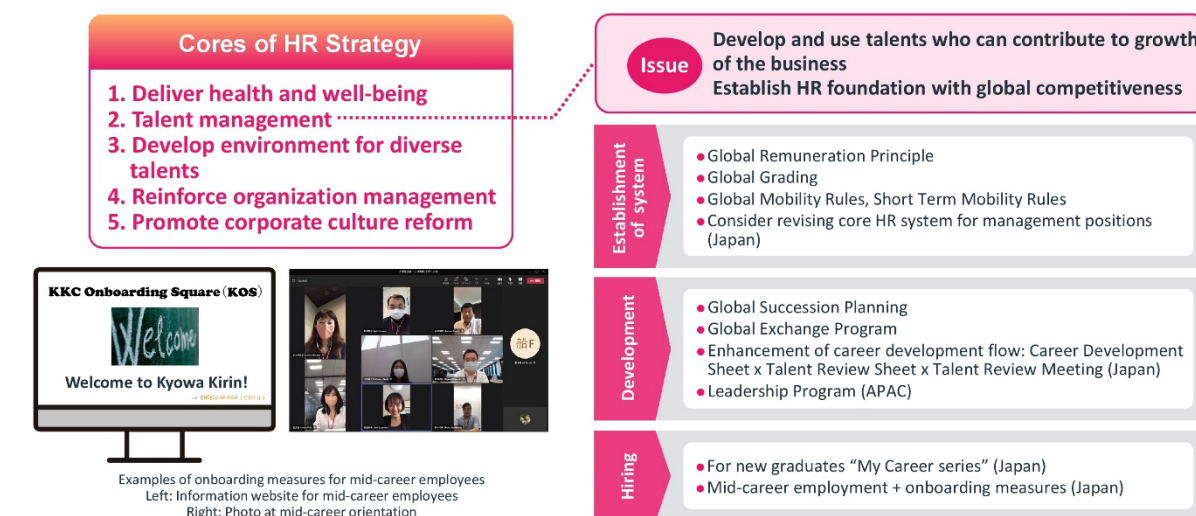 Cores of HR Strategy
1. Deliver health and well-being
2. Talent management
3. Develop environment for diverse
talents
4. Reinforce organization management
5. Promote corporate culture reform
Issue
Develop and use talents who can contribute to growth
of the business
Establish HR foundation with global competitiveness
Establishment
of system
●Global Remuneration Principle
●Global Grading
●Global Mobility Rules, Short Term Mobility Rules
●Consider revising core HR system for management positions
(Japan)
Development
●Global Succession Planning
●Global Exchange Program
●Enhancement of career development flow: Career Development
Sheet x Talent Review Sheet x Talent Review Meeting (Japan)
●Leadership Program (APAC)
Hiring
●For new graduates “My Career series” (Japan)
●Mid-career employment + onboarding measures (Japan)
KKC Onboarding Square（KOS）
Welcome
Welcome to Kyowa Kirin!
船F
Examples of onboarding measures for mid-career employees
Left: Information website for mid-career employees
Right: Photo at mid-career orientation